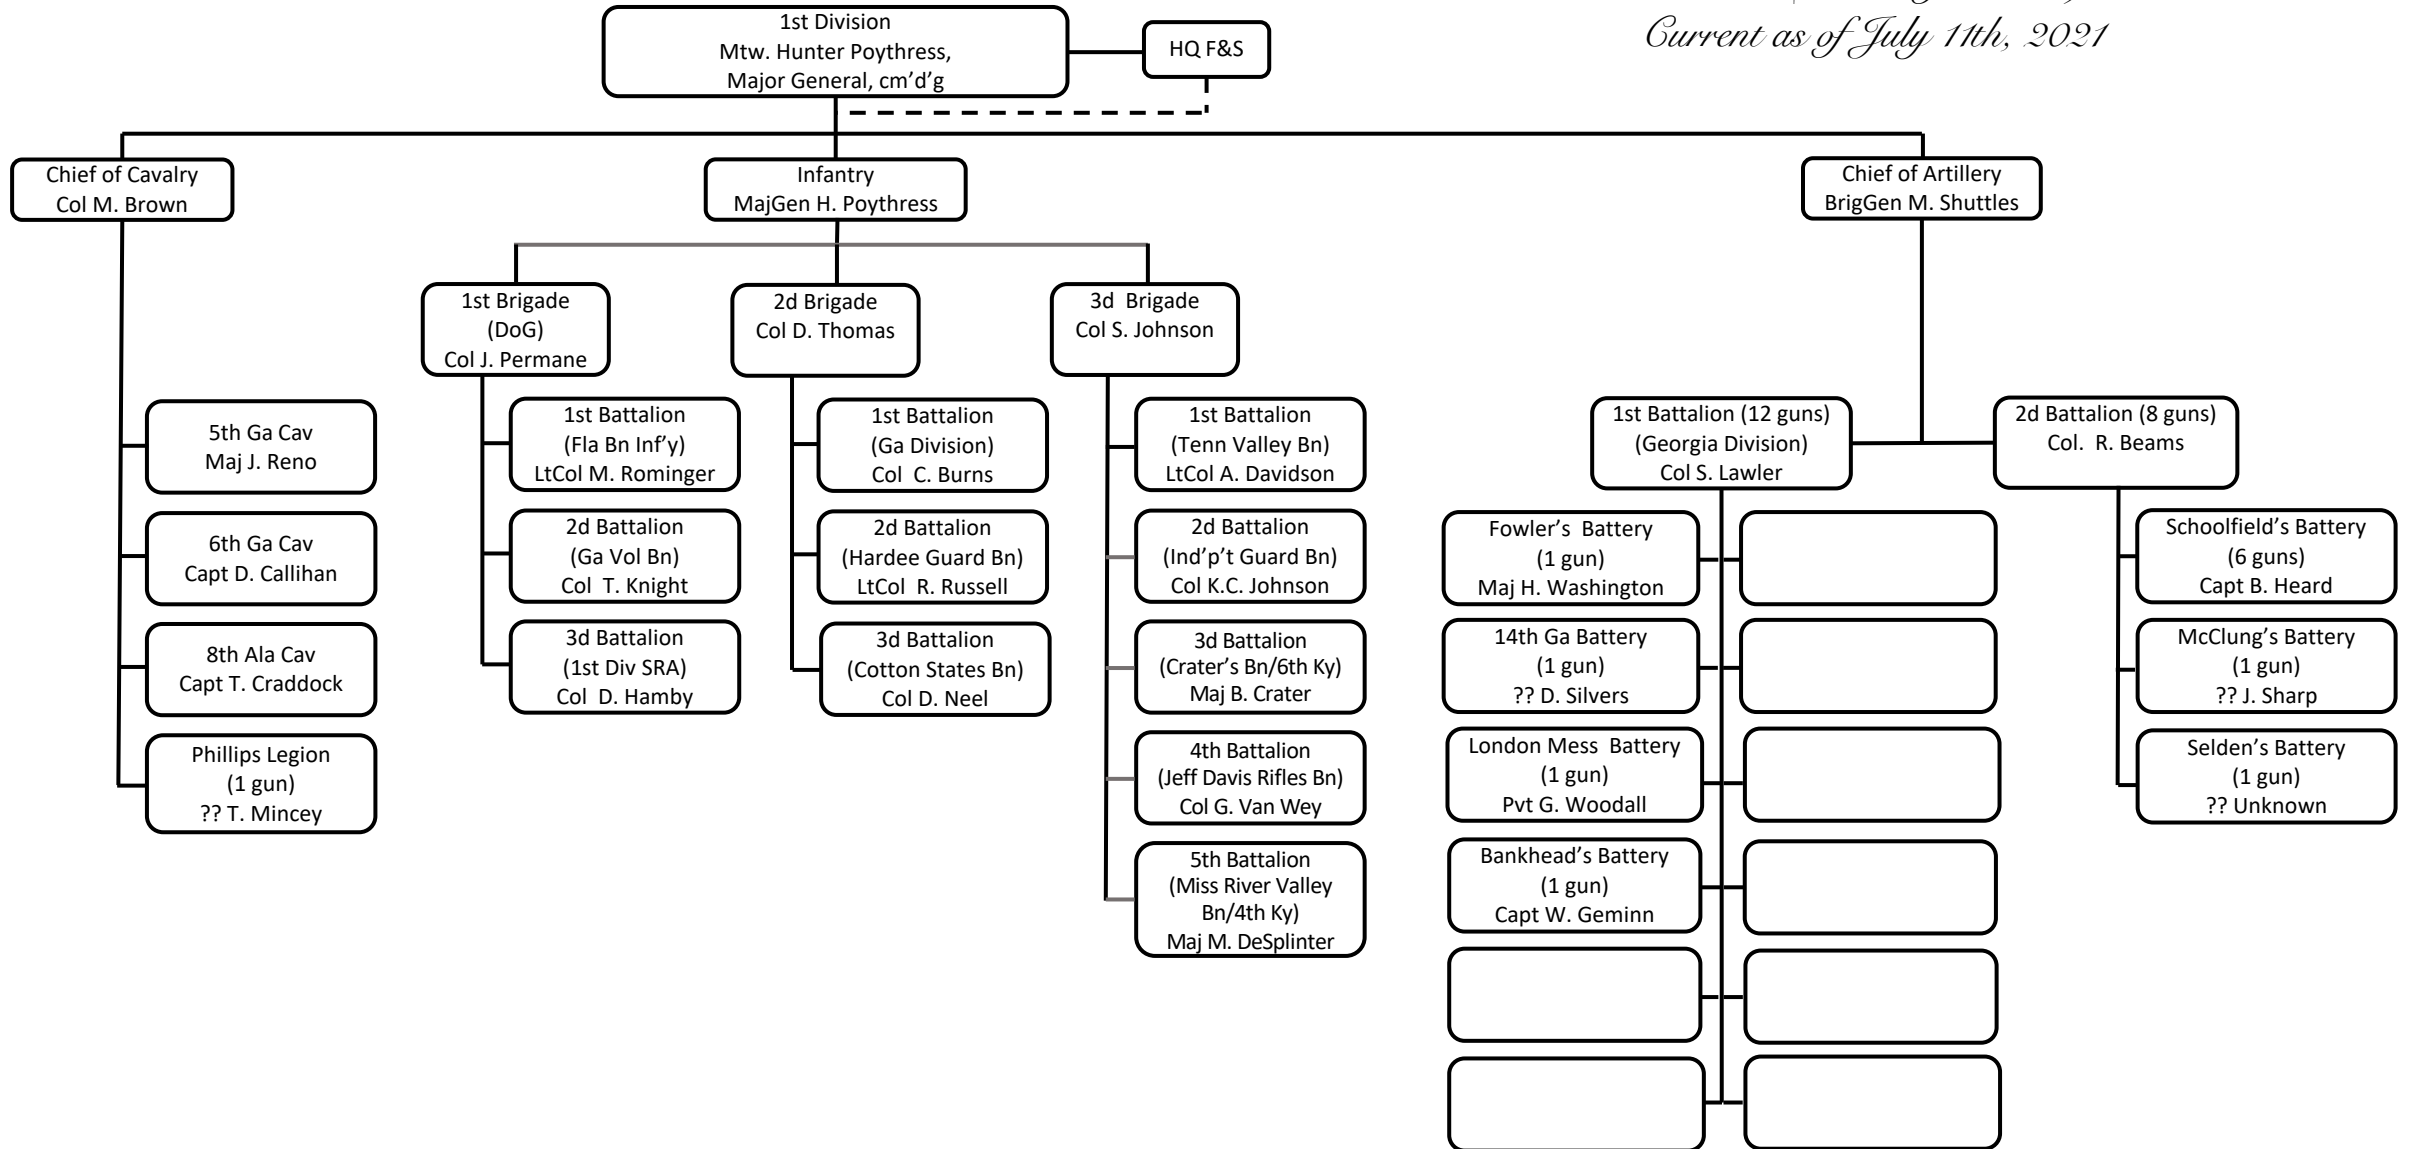 Current as of July 11th, 2021
1st Division
Mtw. Hunter Poythress,
Major General, cm’d’g
HQ F&S
Chief of Cavalry
Col M. Brown
Infantry
MajGen H. Poythress
Chief of Artillery
BrigGen M. Shuttles
1st Brigade
(DoG)
Col J. Permane
2d Brigade
Col D. Thomas
3d  Brigade
Col S. Johnson
5th Ga Cav
Maj J. Reno
6th Ga Cav
Capt D. Callihan
8th Ala Cav
Capt T. Craddock
Phillips Legion
(1 gun)
?? T. Mincey
1st Battalion
(Fla Bn Inf’y)
LtCol M. Rominger
2d Battalion
(Ga Vol Bn)
Col  T. Knight
3d Battalion
(1st Div SRA)
Col  D. Hamby
1st Battalion
(Ga Division)
Col  C. Burns
2d Battalion
(Hardee Guard Bn)
LtCol  R. Russell
3d Battalion
(Cotton States Bn)
Col D. Neel
1st Battalion
(Tenn Valley Bn)
LtCol A. Davidson
2d Battalion
(Ind’p’t Guard Bn)
Col K.C. Johnson
3d Battalion
(Crater’s Bn/6th Ky)
Maj B. Crater
4th Battalion
(Jeff Davis Rifles Bn)
Col G. Van Wey
5th Battalion
(Miss River Valley
Bn/4th Ky)
Maj M. DeSplinter
1st Battalion (12 guns)
(Georgia Division)
Col S. Lawler
2d Battalion (8 guns)
Col.  R. Beams
Fowler’s  Battery
(1 gun)
Maj H. Washington
14th Ga Battery
(1 gun)
?? D. Silvers
London Mess  Battery
(1 gun)
Pvt G. Woodall
Bankhead’s Battery
(1 gun)
Capt W. Geminn
Schoolfield’s Battery
(6 guns)
Capt B. Heard
McClung’s Battery
(1 gun)
?? J. Sharp
Selden’s Battery
(1 gun)
?? Unknown